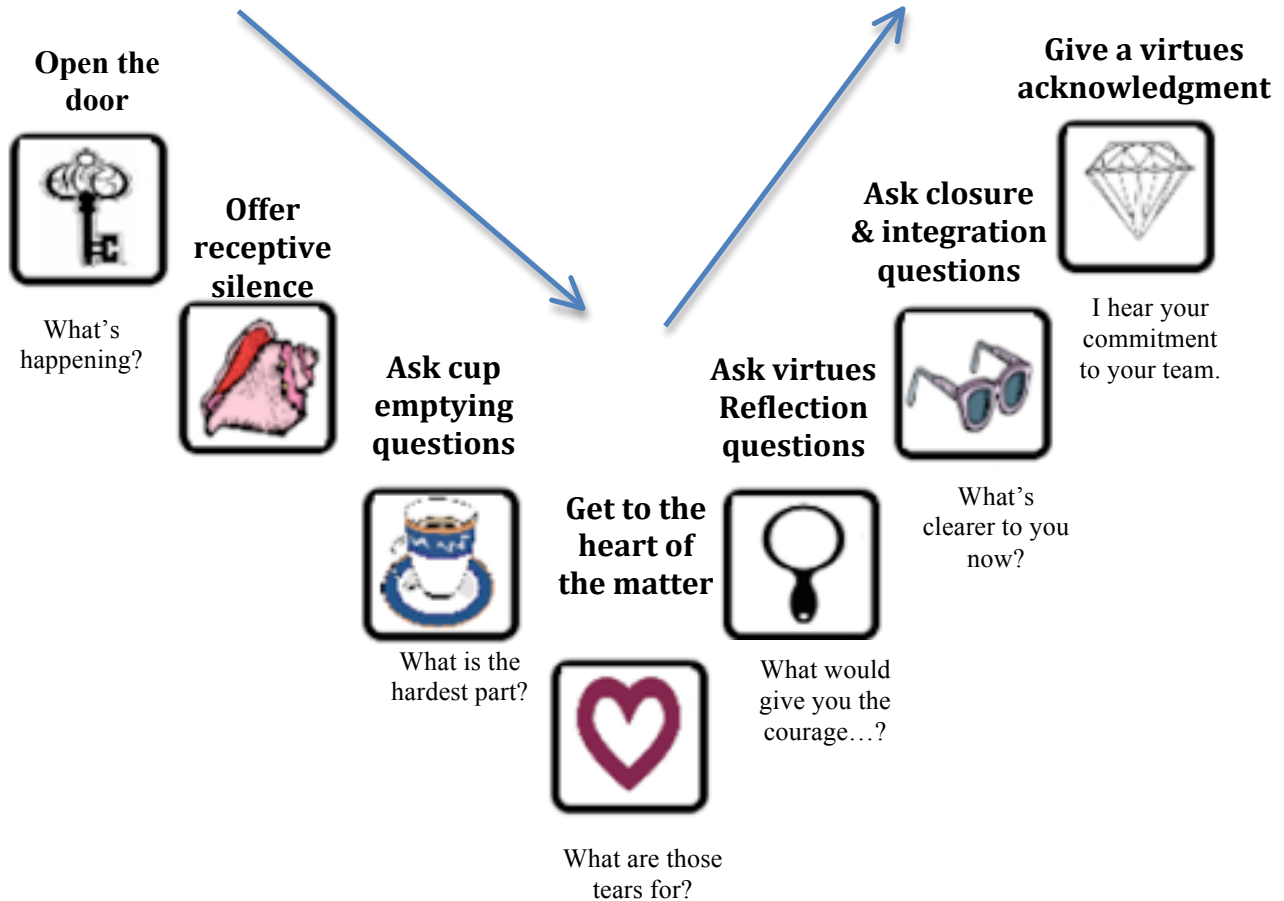 Open the
door
What's
happening?
Offer
receptive
silence
Ask cup
emptying
questions
What is the
hardest part?
Get to the
heart of
the matter
What are those
tears for?
Ask virtues
Reflection
questions
What would
give you the
courage…?
Ask closure
& integration
questions
What's
clearer to you
now?
Give a virtues
acknowledgment
I hear your
commitment
to your team.